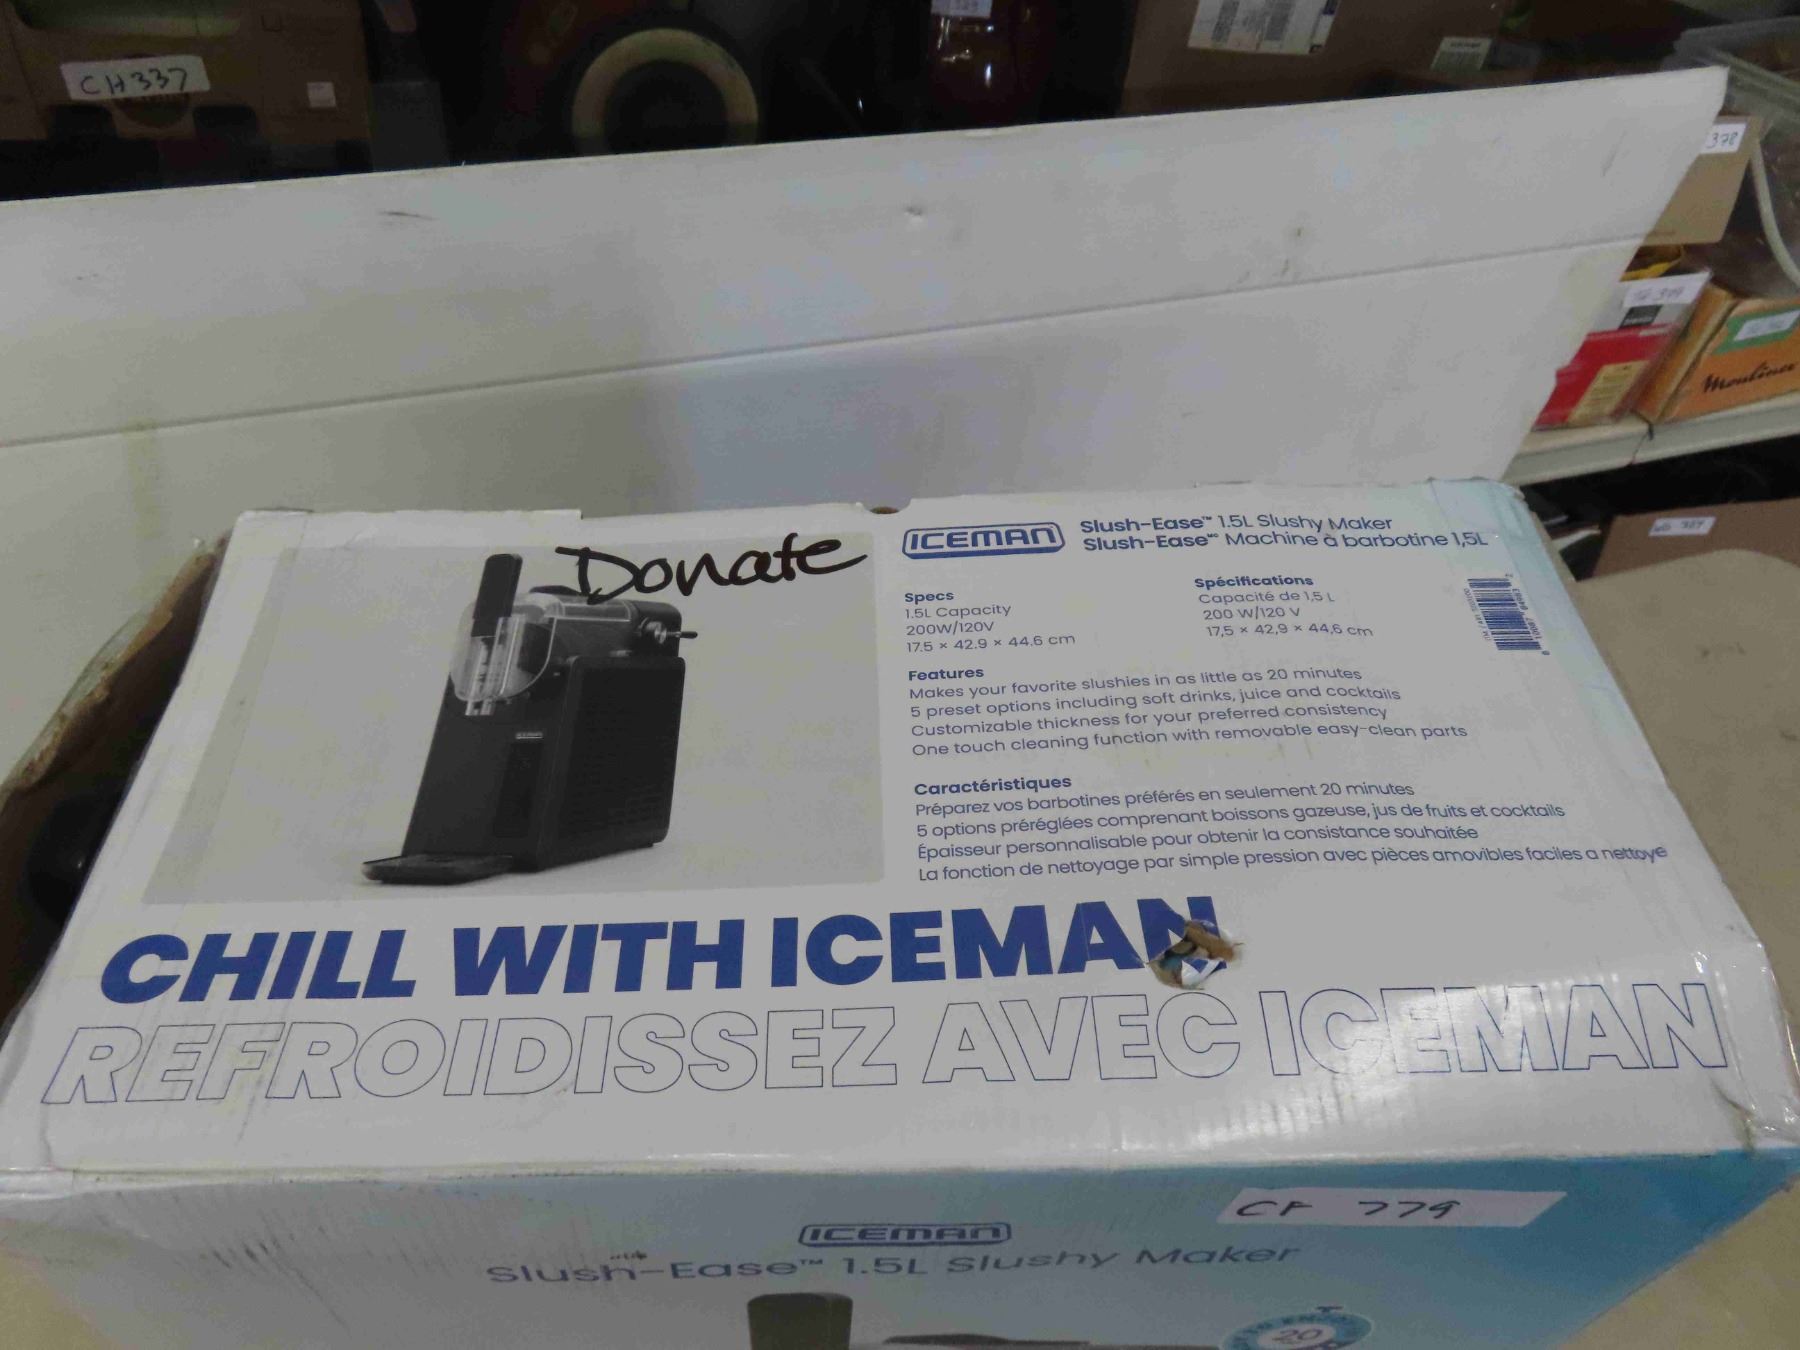 CH337
378
Moulinex
Donate
ICEMAN
Slush-Ease™ 1.5L Slushy Maker
Slush-Ease Machine à barbotine 1,5L
Specs
1.5L Capacity
200W/120V
17.5 × 42.9 × 44.6 cm
Spécifications
Capacité de 1,5 L
200 W/120 V
17,5 × 42,9 × 44,6 cm
Features
Makes your favorite slushies in as little as 20 minutes
5 preset options including soft drinks, juice and cocktails
Customizable thickness for your preferred consistency
One touch cleaning function with removable easy-clean parts
Caractéristiques
Préparez vos barbotines préférés en seulement 20 minutes
5 options préréglées comprenant boissons gazeuse, jus de fruits et cocktails
Épaisseur personnalisable pour obtenir la consistance souhaitée
La fonction de nettoyage par simple pression avec pièces amovibles faciles a nettoye
ICEMAN
CHILL WITH ICEMAN
REFROIDISSEZ AVEC ICEMAN
CF 779
ICEMAN
Slush-Ease™ 1.5L Slushy Maker
20